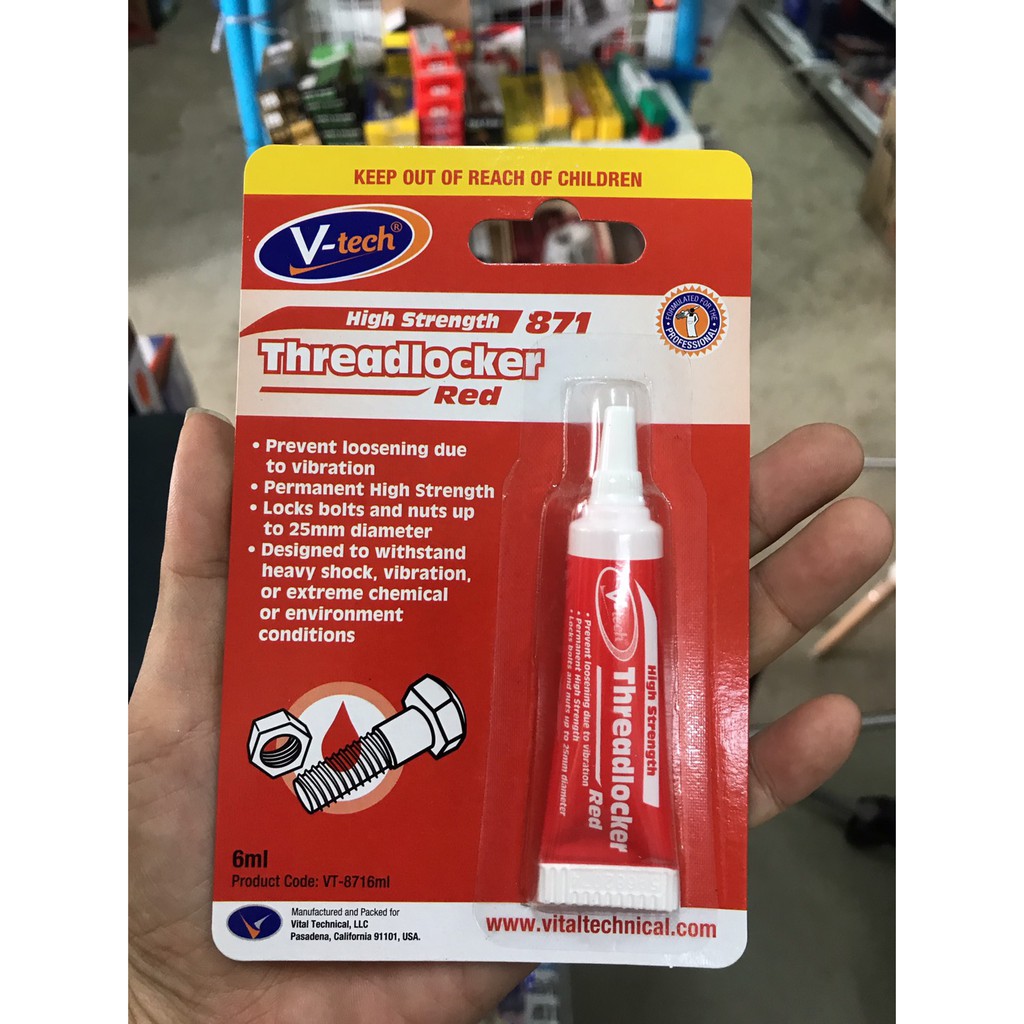 KEEP OUT OF REACH OF CHILDREN
V-tech®
High Strength 871
Threadlocker
Red
FORMULATED FOR THE
PROFESSIONAL
• Prevent loosening due
to vibration
• Permanent High Strength
• Locks bolts and nuts up
to 25mm diameter
• Designed to withstand
heavy shock, vibration,
or extreme chemical
or environment
conditions
V-tech
High Strength
Threadlocker
Red
• Prevent loosening due to vibration
• Permanent High Strength
• Locks bolts and nuts up to 25mm diameter
6ml
Product Code: VT-8716ml
Manufactured and Packed for
Vital Technical, LLC
Pasadena, California 91101, USA.
www.vitaltechnical.com